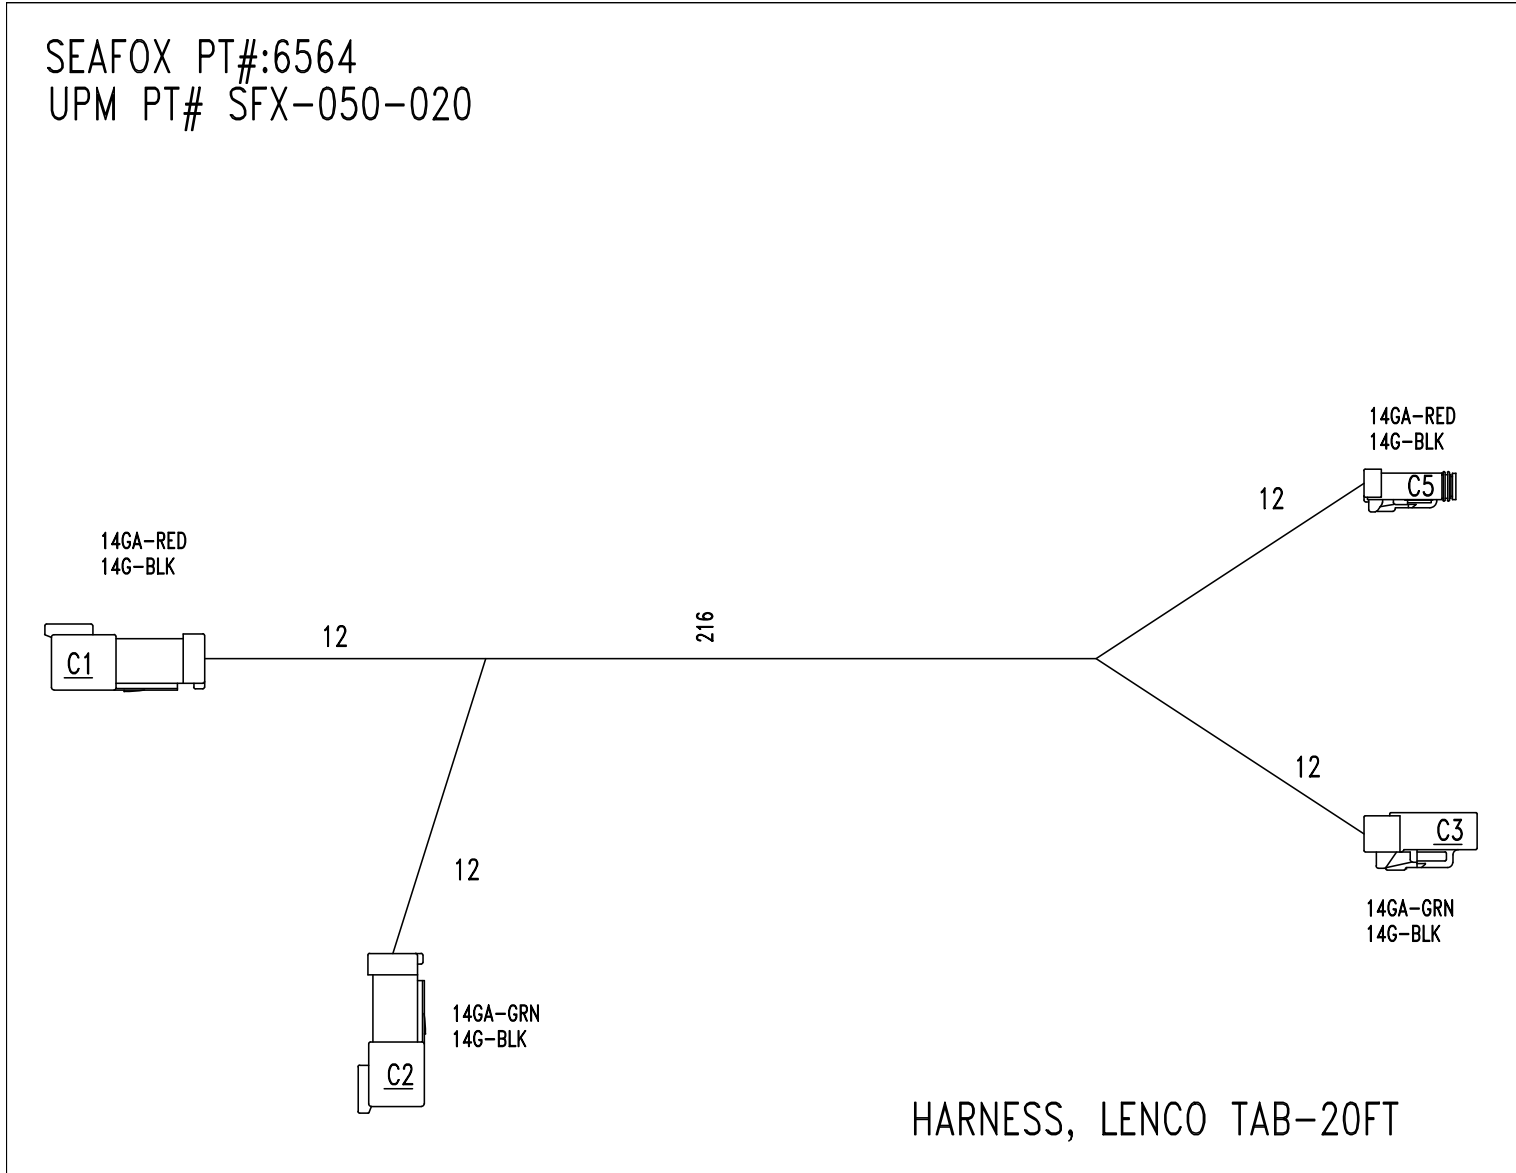 SEAFOX PT#:6564
UPM PT# SFX-050-020
14GA-RED
14G-BLK
C5
12
14GA-RED
14G-BLK
C1
12
216
12
C3
14GA-GRN
14G-BLK
12
C2
14GA-GRN
14G-BLK
HARNESS, LENCO TAB-20FT